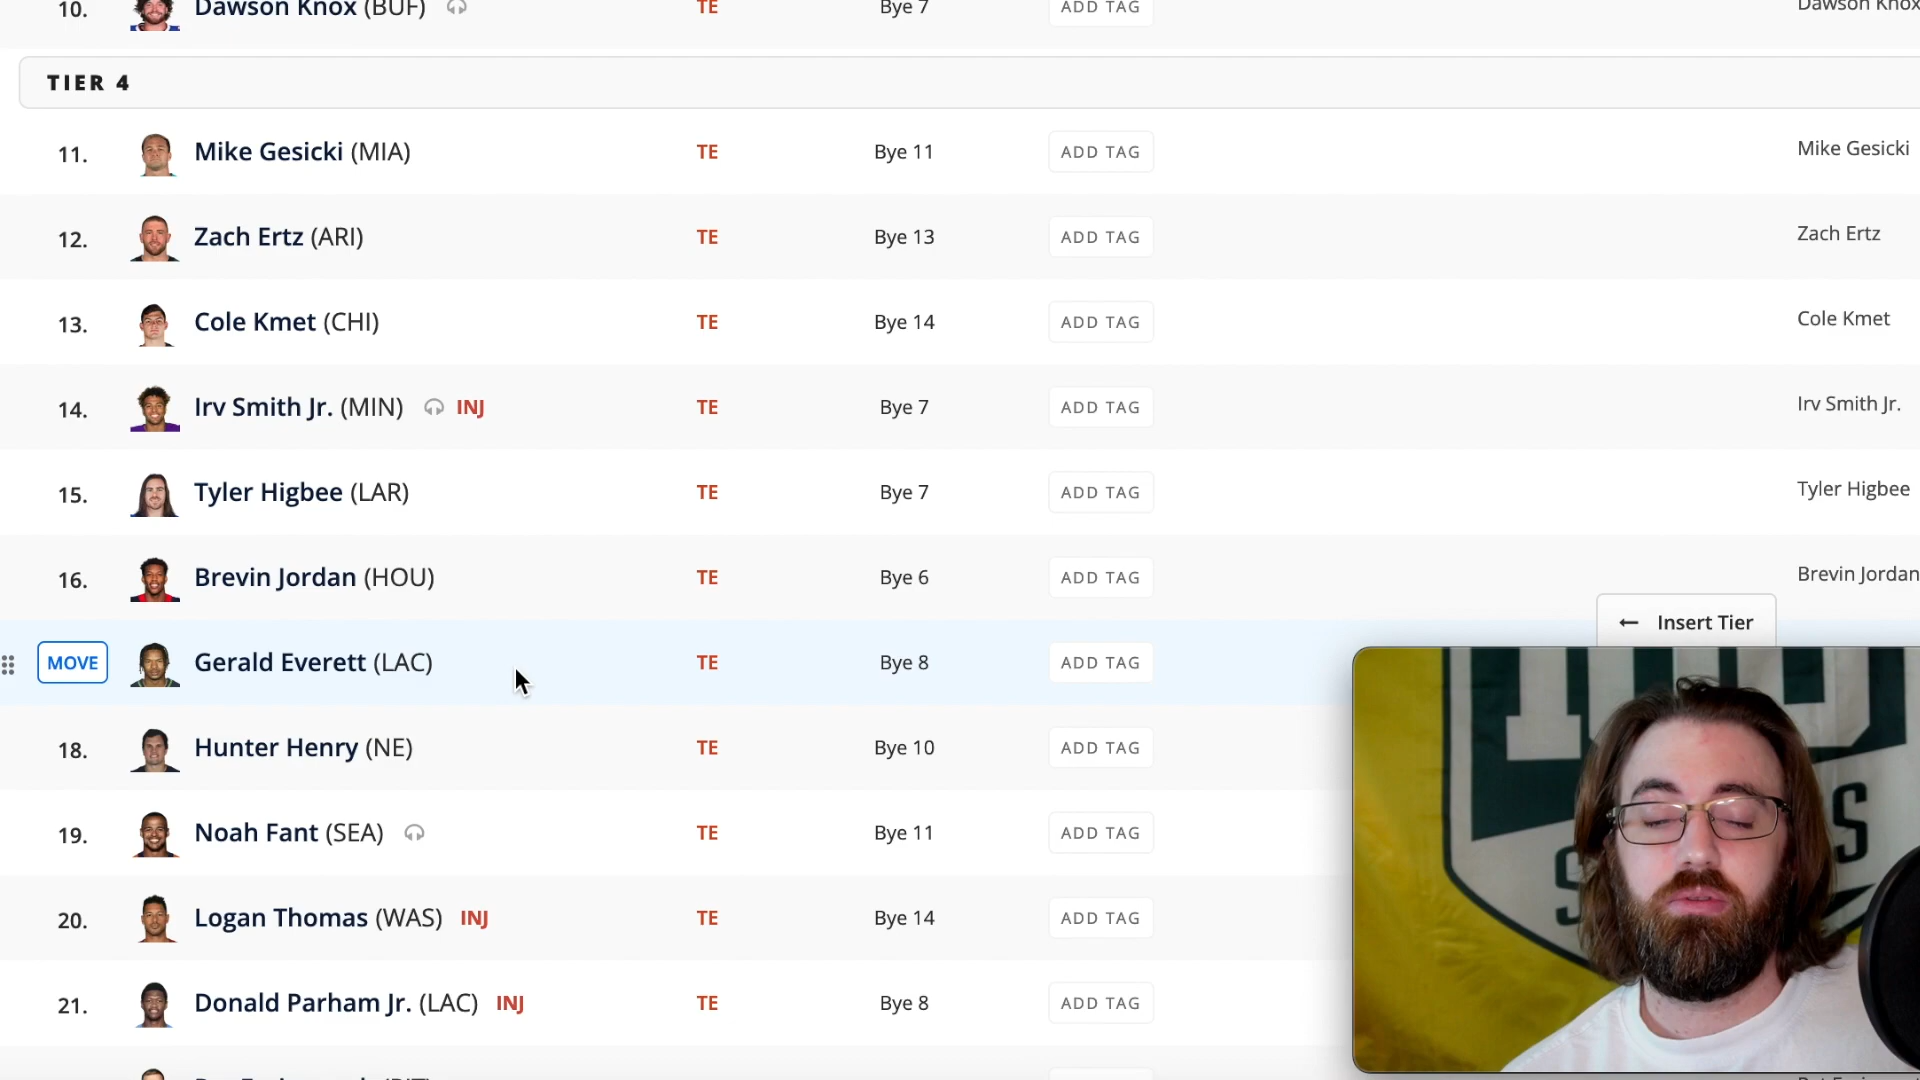 10. Dawson Knox (BUF) TE Bye 7 ADD TAG Dawson Knox
TIER 4
11. Mike Gesicki (MIA) TE Bye 11 ADD TAG Mike Gesicki
12. Zach Ertz (ARI) TE Bye 13 ADD TAG Zach Ertz
13. Cole Kmet (CHI) TE Bye 14 ADD TAG Cole Kmet
14. Irv Smith Jr. (MIN) INJ TE Bye 7 ADD TAG Irv Smith Jr.
15. Tyler Higbee (LAR) TE Bye 7 ADD TAG Tyler Higbee
16. Brevin Jordan (HOU) TE Bye 6 ADD TAG Brevin Jordan
← Insert Tier
MOVE Gerald Everett (LAC) TE Bye 8 ADD TAG
18. Hunter Henry (NE) TE Bye 10 ADD TAG
19. Noah Fant (SEA) TE Bye 11 ADD TAG
20. Logan Thomas (WAS) INJ TE Bye 14 ADD TAG
21. Donald Parham Jr. (LAC) INJ TE Bye 8 ADD TAG